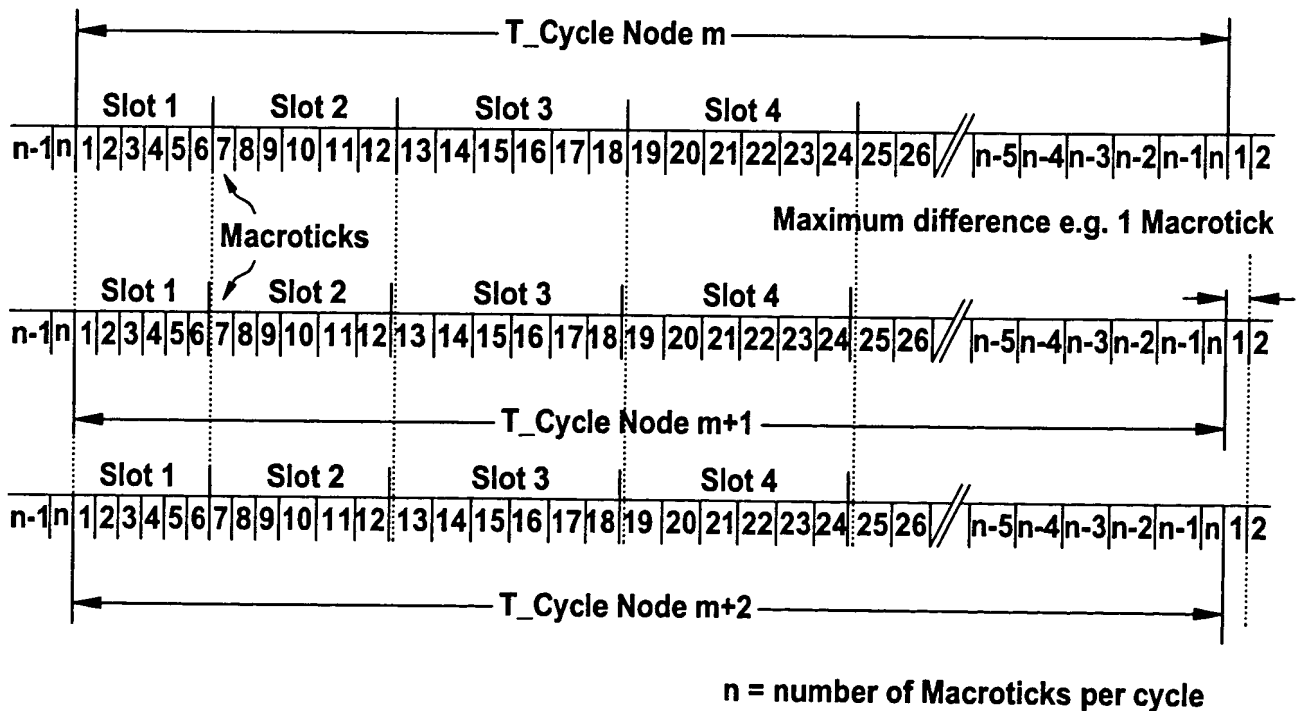 T_Cycle Node m
Slot 1 Slot 2 Slot 3 Slot 4
n-1 n 1 2 3 4 5 6 7 8 9 10 11 12 13 14 15 16 17 18 19 20 21 22 23 24 25 26 n-5 n-4 n-3 n-2 n-1 n 1 2
Maximum difference e.g. 1 Macrotick
Macroticks
Slot 1 Slot 2 Slot 3 Slot 4
n-1 n 1 2 3 4 5 6 7 8 9 10 11 12 13 14 15 16 17 18 19 20 21 22 23 24 25 26 n-5 n-4 n-3 n-2 n-1 n 1 2
T_Cycle Node m+1
Slot 1 Slot 2 Slot 3 Slot 4
n-1 n 1 2 3 4 5 6 7 8 9 10 11 12 13 14 15 16 17 18 19 20 21 22 23 24 25 26 n-5 n-4 n-3 n-2 n-1 n 1 2
T_Cycle Node m+2
n = number of Macroticks per cycle